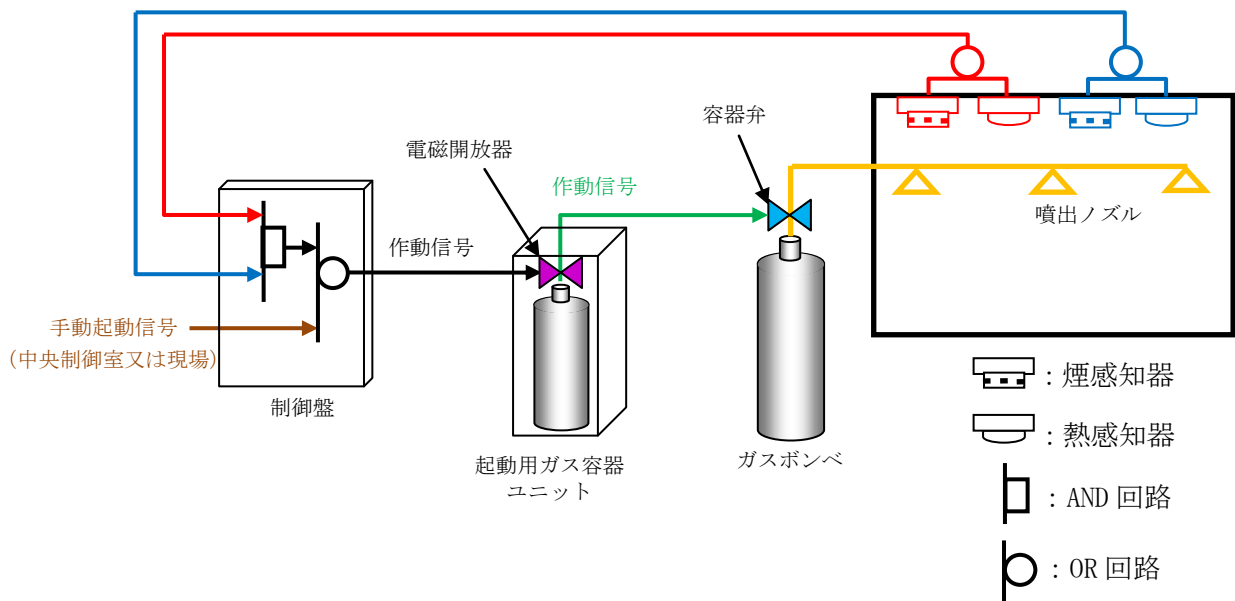 容器弁
電磁開放器
作動信号
噴出ノズル
作動信号
手動起動信号
(中央制御室又は現場)
制御盤
起動用ガス容器
ユニット
ガスボンベ
：煙感知器
：熱感知器
：AND 回路
：OR 回路